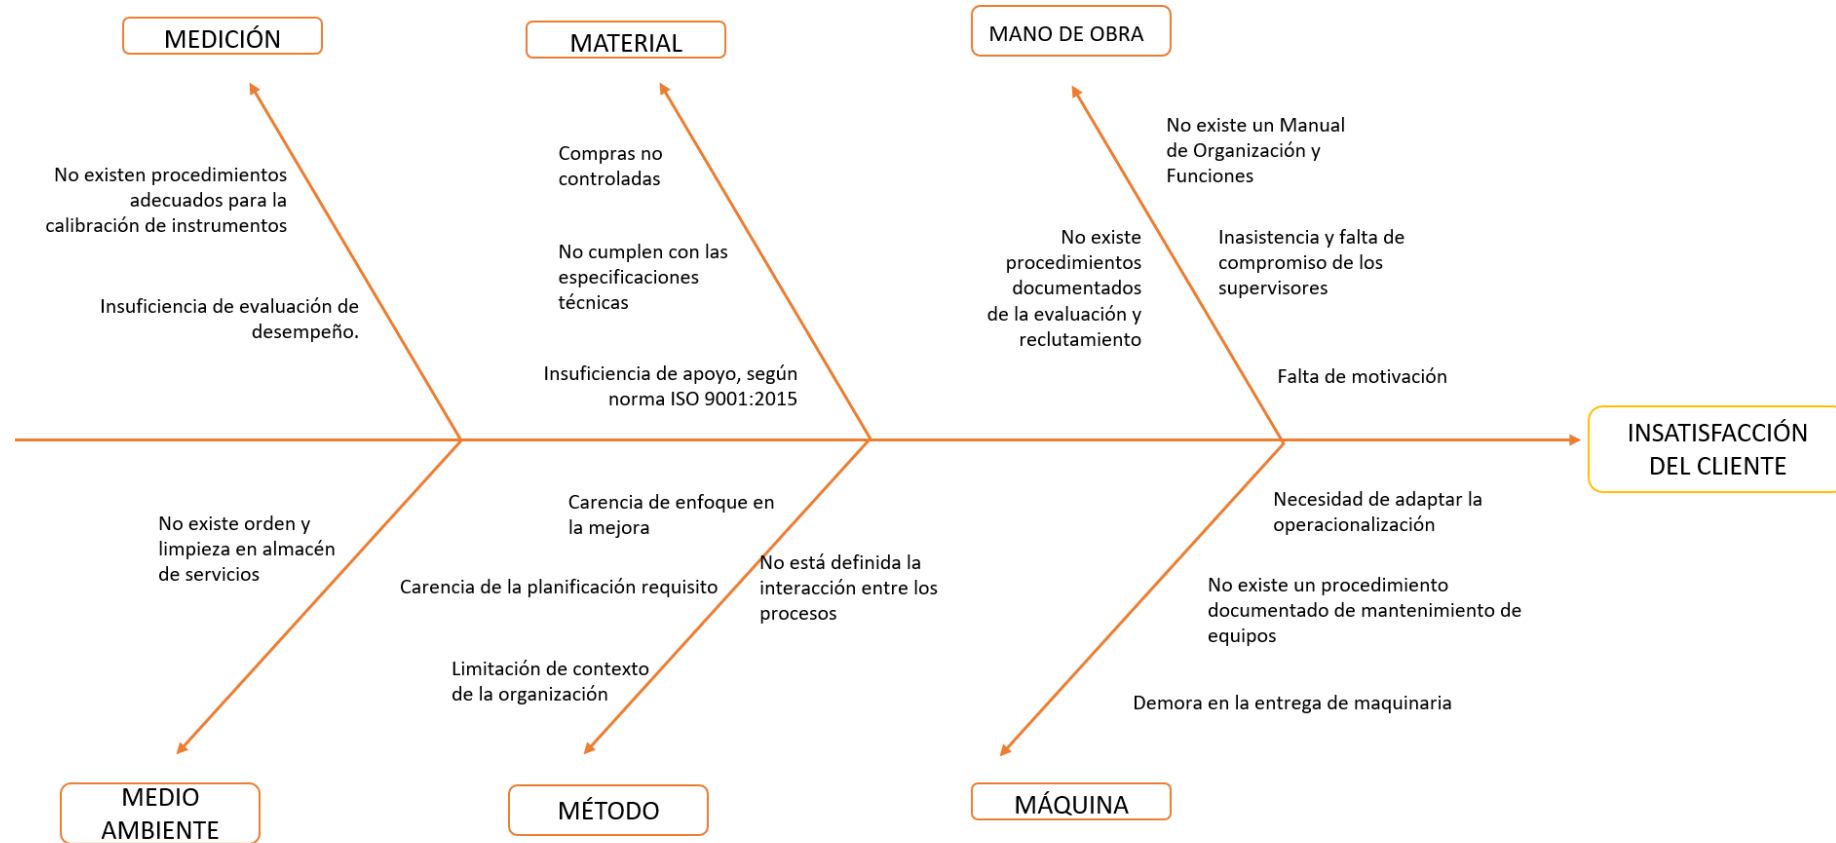 MEDICIÓN
MATERIAL
MANO DE OBRA
No existen procedimientos
adecuados para la
calibración de instrumentos
Insuficiencia de evaluación de
desempeño.
Compras no
controladas
No cumplen con las
especificaciones
técnicas
Insuficiencia de apoyo, según
norma ISO 9001:2015
No existe un Manual
de Organización y
Funciones
No existe
procedimientos
documentados
de la evaluación y
reclutamiento
Inasistencia y falta de
compromiso de los
supervisores
Falta de motivación
INSATISFACCIÓN
DEL CLIENTE
No existe orden y
limpieza en almacén
de servicios
Carencia de enfoque en
la mejora
Carencia de la planificación requisito
No está definida la
interacción entre los
procesos
Limitación de contexto
de la organización
Necesidad de adaptar la
operacionalización
No existe un procedimiento
documentado de mantenimiento de
equipos
Demora en la entrega de maquinaria
MEDIO
AMBIENTE
MÉTODO
MÁQUINA